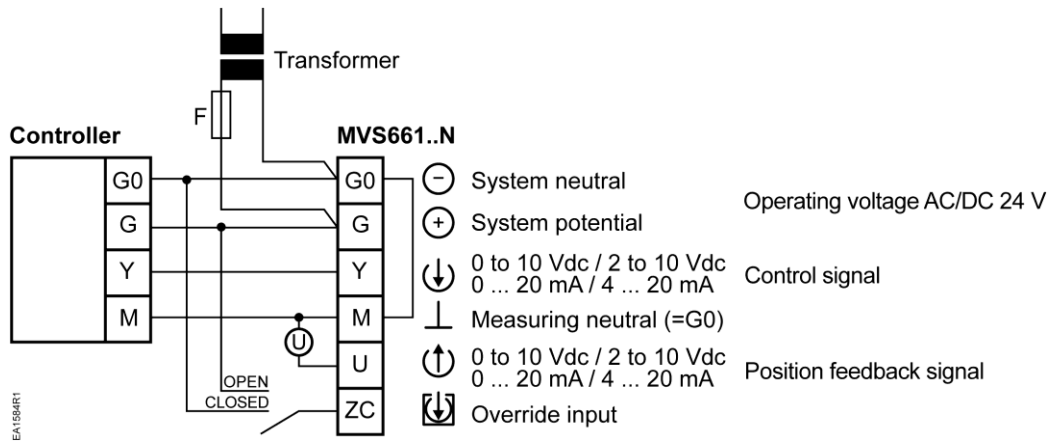 Transformer
F
Controller MVS661..N
G0 G0 − System neutral
Operating voltage AC/DC 24 V
G G + System potential
Y Y 0 to 10 Vdc / 2 to 10 Vdc
0 ... 20 mA / 4 ... 20 mA
Control signal
M M Measuring neutral (=G0)
U U 0 to 10 Vdc / 2 to 10 Vdc
0 ... 20 mA / 4 ... 20 mA
Position feedback signal
OPEN
CLOSED
ZC Override input
EA1584R1